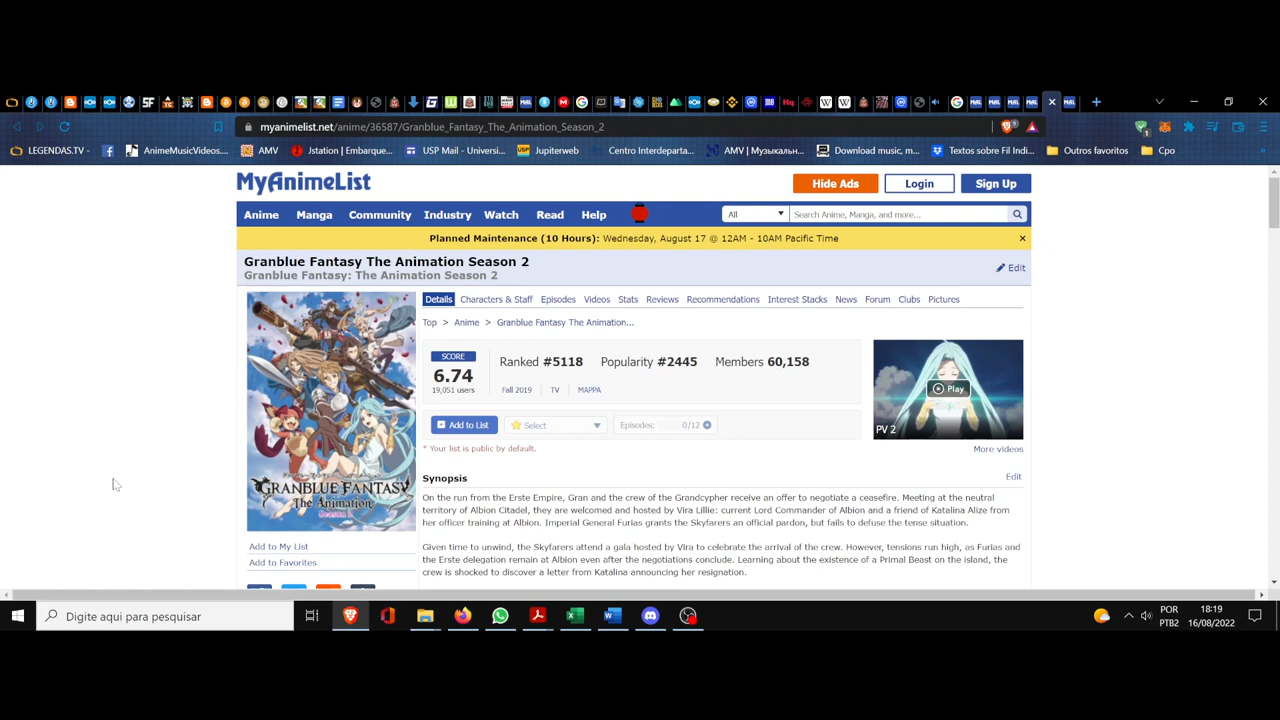 myanimelist.net/anime/36587/Granblue_Fantasy_The_Animation_Season_2
LEGENDAS.TV - AnimeMusicVideos... AMV Jstation | Embarque... USP Mail - Universi... Jupiterweb Centro Interdeparta... AMV | Музыкальн... Download music, m... Textos sobre Fil Indi... Outros favoritos Cpo
MyAnimeList
Hide Ads Login Sign Up
Anime Manga Community Industry Watch Read Help All Search Anime, Manga, and more...
Planned Maintenance (10 Hours): Wednesday, August 17 @ 12AM - 10AM Pacific Time ×
Granblue Fantasy The Animation Season 2
Granblue Fantasy: The Animation Season 2
Edit
Details Characters & Staff Episodes Videos Stats Reviews Recommendations Interest Stacks News Forum Clubs Pictures
Top > Anime > Granblue Fantasy The Animation...
SCORE
6.74
19,051 users
Ranked #5118 Popularity #2445 Members 60,158
Fall 2019 TV MAPPA
Add to List Select Episodes: 0/12
* Your list is public by default.
Play
PV 2
More videos
GRANBLUE FANTASY
The Animation
Season 2
Synopsis
Edit
On the run from the Erste Empire, Gran and the crew of the Grandcypher receive an offer to negotiate a ceasefire. Meeting at the neutral
territory of Albion Citadel, they are welcomed and hosted by Vira Lillie: current Lord Commander of Albion and a friend of Katalina Alize from
her officer training at Albion. Imperial General Furias grants the Skyfarers an official pardon, but fails to defuse the tense situation.
Given time to unwind, the Skyfarers attend a gala hosted by Vira to celebrate the arrival of the crew. However, tensions run high, as Furias and
the Erste delegation remain at Albion even after the negotiations conclude. Learning about the existence of a Primal Beast on the island, the
crew is shocked to discover a letter from Katalina announcing her resignation.
Add to My List
Add to Favorites
Digite aqui para pesquisar
POR
PTB2
18:19
16/08/2022